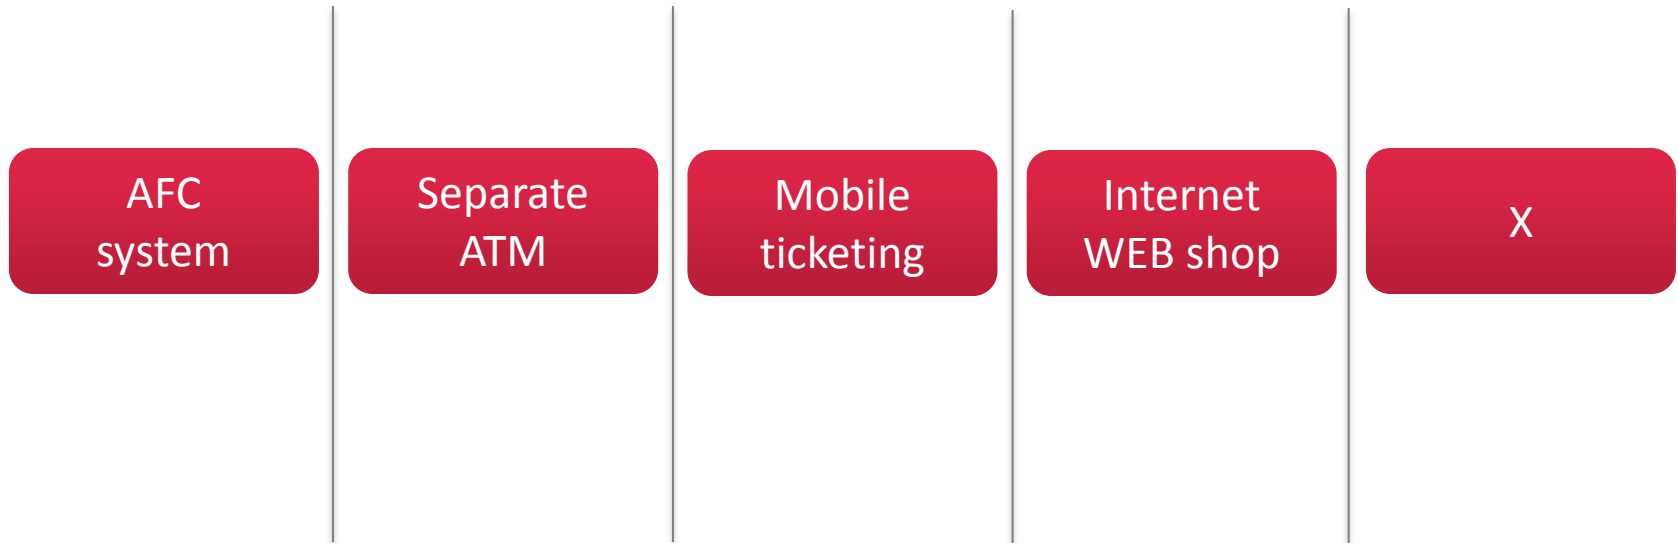 AFC
system
Separate
ATM
Mobile
ticketing
Internet
WEB shop
X